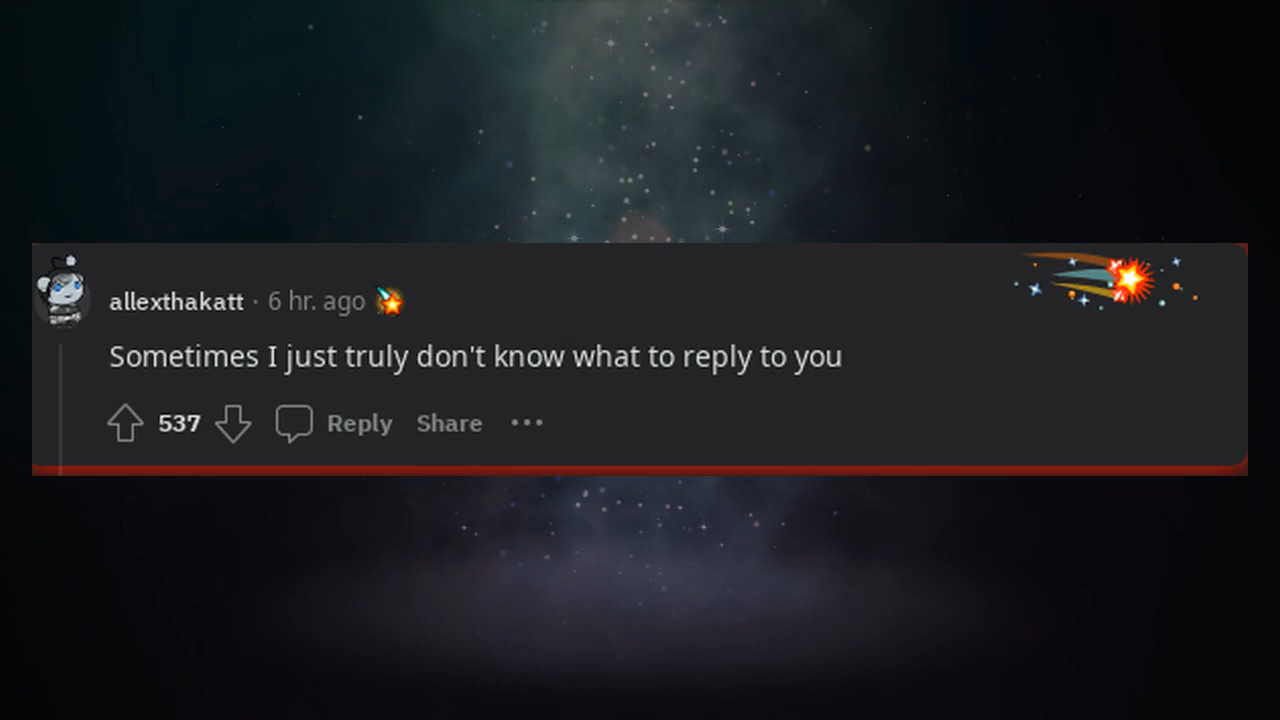 allexthakatt · 6 hr. ago
Sometimes I just truly don't know what to reply to you
537 Reply Share ···